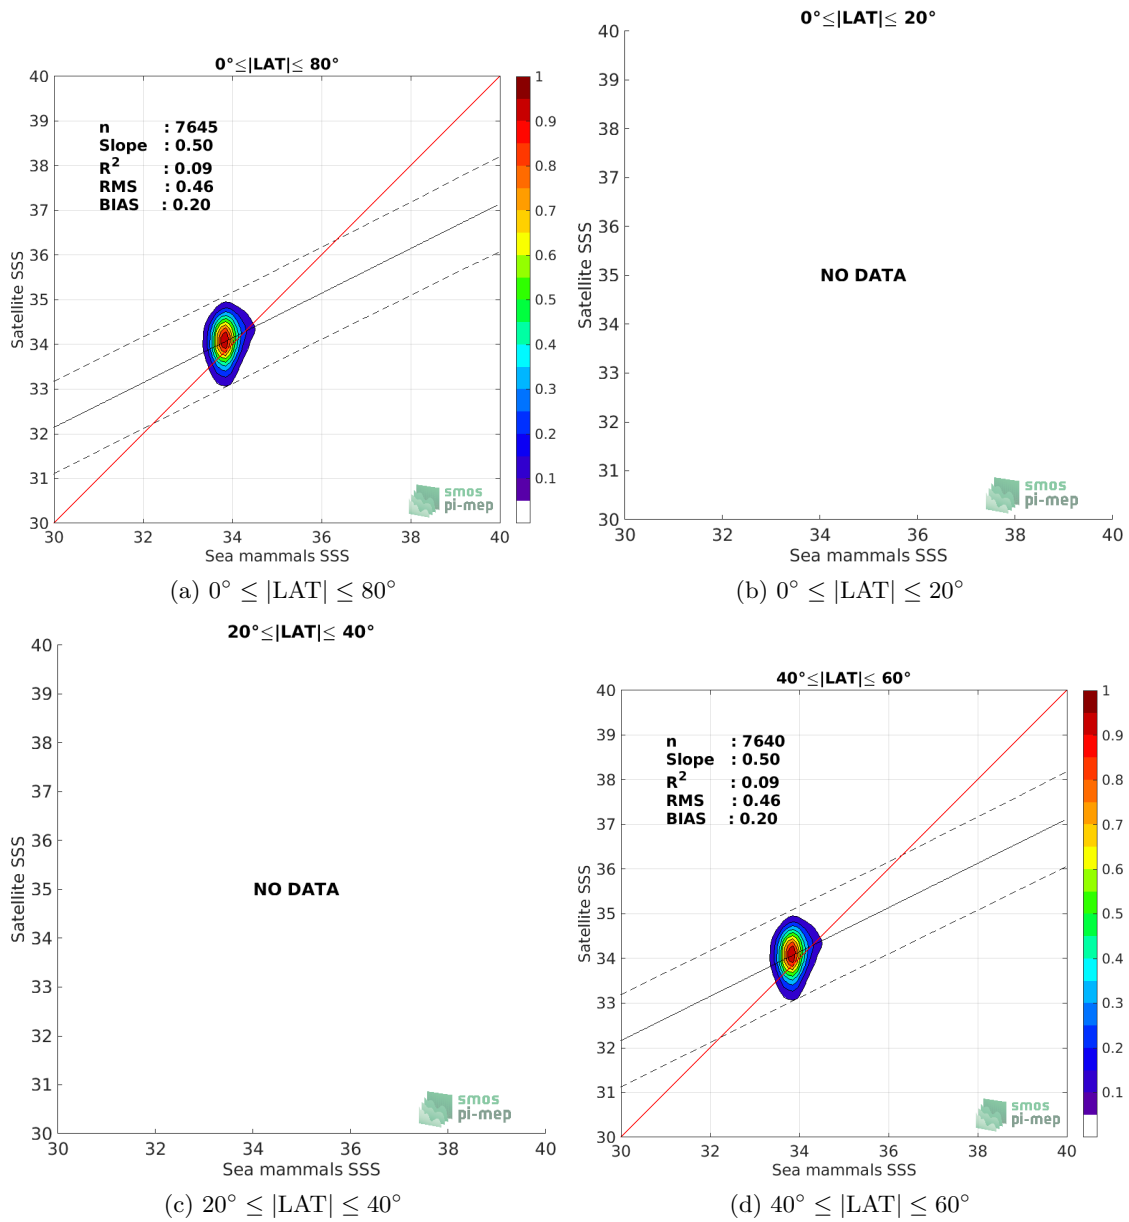 0°≤|LAT|≤ 80°
40
39
38
37
36
35
34
33
32
31
30
n : 7645
Slope : 0.50
R² : 0.09
RMS : 0.46
BIAS : 0.20
Satellite SSS
30 32 34 36 38 40
Sea mammals SSS
1
0.9
0.8
0.7
0.6
0.5
0.4
0.3
0.2
0.1
smos
pi-mep
(a) 0° ≤ |LAT| ≤ 80°
0°≤|LAT|≤ 20°
40
39
38
37
36
35
34
33
32
31
30
Satellite SSS
NO DATA
smos
pi-mep
30 32 34 36 38 40
Sea mammals SSS
(b) 0° ≤ |LAT| ≤ 20°
20°≤|LAT|≤ 40°
40
39
38
37
36
35
34
33
32
31
30
Satellite SSS
NO DATA
smos
pi-mep
30 32 34 36 38 40
Sea mammals SSS
(c) 20° ≤ |LAT| ≤ 40°
40°≤|LAT|≤ 60°
40
39
38
37
36
35
34
33
32
31
30
n : 7640
Slope : 0.50
R² : 0.09
RMS : 0.46
BIAS : 0.20
Satellite SSS
30 32 34 36 38 40
Sea mammals SSS
1
0.9
0.8
0.7
0.6
0.5
0.4
0.3
0.2
0.1
smos
pi-mep
(d) 40° ≤ |LAT| ≤ 60°